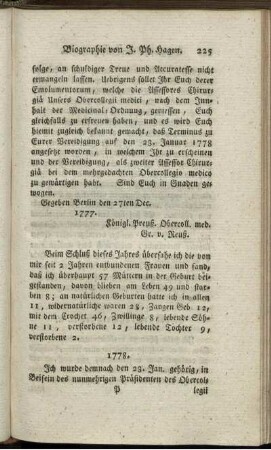 Biographie von J. Ph. Hagen. 225
folge, an schuldiger Treue und Accuratesse nicht
ermangeln lassen. Uebrigens sollet Ihr Euch derer
Emolumentorum, welche die Assessores Chirur-
giä Unsers Obercollegii medici, nach dem Inn-
halt der Medicinal-Ordnung, geniessen, Euch
gleichfalls zu erfreuen haben, und es wird Euch
hiemit zugleich bekannt gemacht, das Terminus zu
Eurer Vereidigung auf den 23. Januar 1778
angesetzt worden, in welchem Ihr zu erscheinen
und der Vereidigung, als zweiter Assessor Chirur-
giä bei dem mehrgedachten Obercollegio medico
zu gewärtigen habt. Sind Euch in Gnaden ge-
wogen.
Gegeben Berlin den 27ten Dec.
1777.
Königl. Preuß. Obercoll. med.
Gr. v. Reuß.
Beim Schluß dieses Jahres übersahe ich die von
mir seit 2 Jahren entbundenen Frauen und fand,
daß ich überhaupt 57 Müttern in der Geburt bei-
gestanden, davon blieben am Leben 49 und star-
ben 8; an natürlichen Geburten hatte ich in allen
11, widernatürliche waren 28, Zangen Geb. 12,
mit dem Crochet 46, Zwillinge 8, lebende Söh-
ne 11, verstorbene 12, lebende Töchter 9,
verstorbene 2.
1778.
Ich wurde demnach den 23. Jan. gehörig, in
Beisein des nunmehrigen Präsidenten des Obercol-
P legii